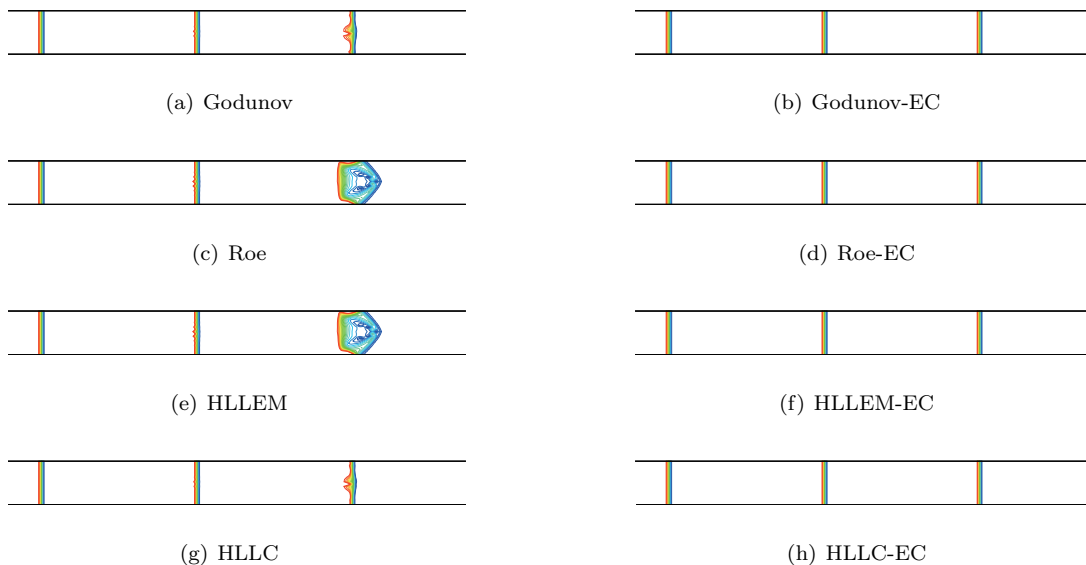 (a) Godunov
(b) Godunov-EC
(c) Roe
(d) Roe-EC
(e) HLLEM
(f) HLLEM-EC
(g) HLLC
(h) HLLC-EC